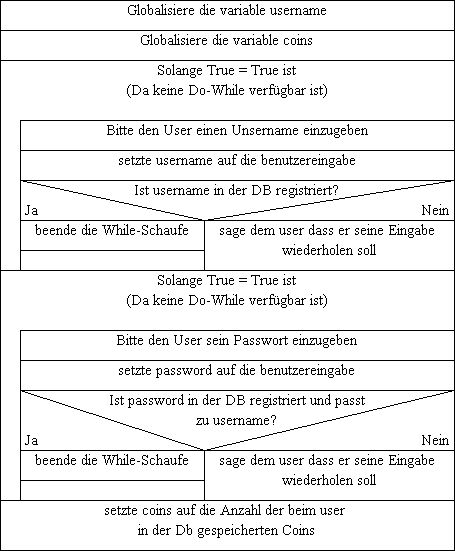 Globalisiere die variable username
Globalisiere die variable coins
Solange True = True ist
(Da keine Do-While verfügbar ist)
Bitte den User einen Unsername einzugeben
setzte username auf die benutzereingabe
Ist username in der DB registriert?
Ja
Nein
beende die While-Schaufe
sage dem user dass er seine Eingabe
wiederholen soll
Solange True = True ist
(Da keine Do-While verfügbar ist)
Bitte den User sein Passwort einzugeben
setzte password auf die benutzereingabe
Ist password in der DB registriert und passt
zu username?
Ja
Nein
beende die While-Schaufe
sage dem user dass er seine Eingabe
wiederholen soll
setzte coins auf die Anzahl der beim user
in der Db gespeicherten Coins